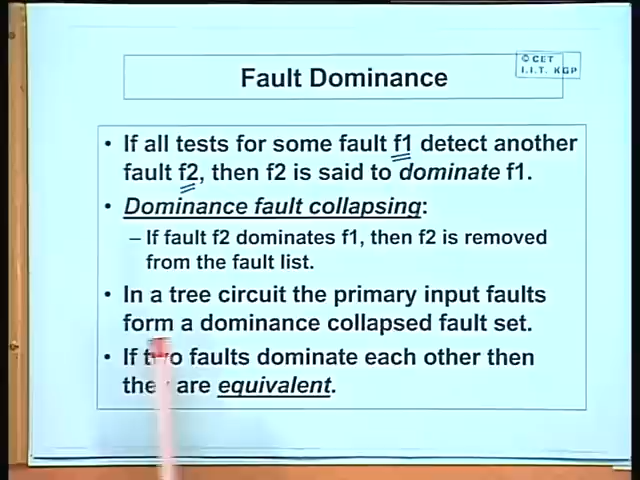 Fault Dominance
© CET
I.I.T. KGP
• If all tests for some fault f1 detect another
fault f2, then f2 is said to dominate f1.
• Dominance fault collapsing:
– If fault f2 dominates f1, then f2 is removed
from the fault list.
• In a tree circuit the primary input faults
form a dominance collapsed fault set.
• If two faults dominate each other then
they are equivalent.